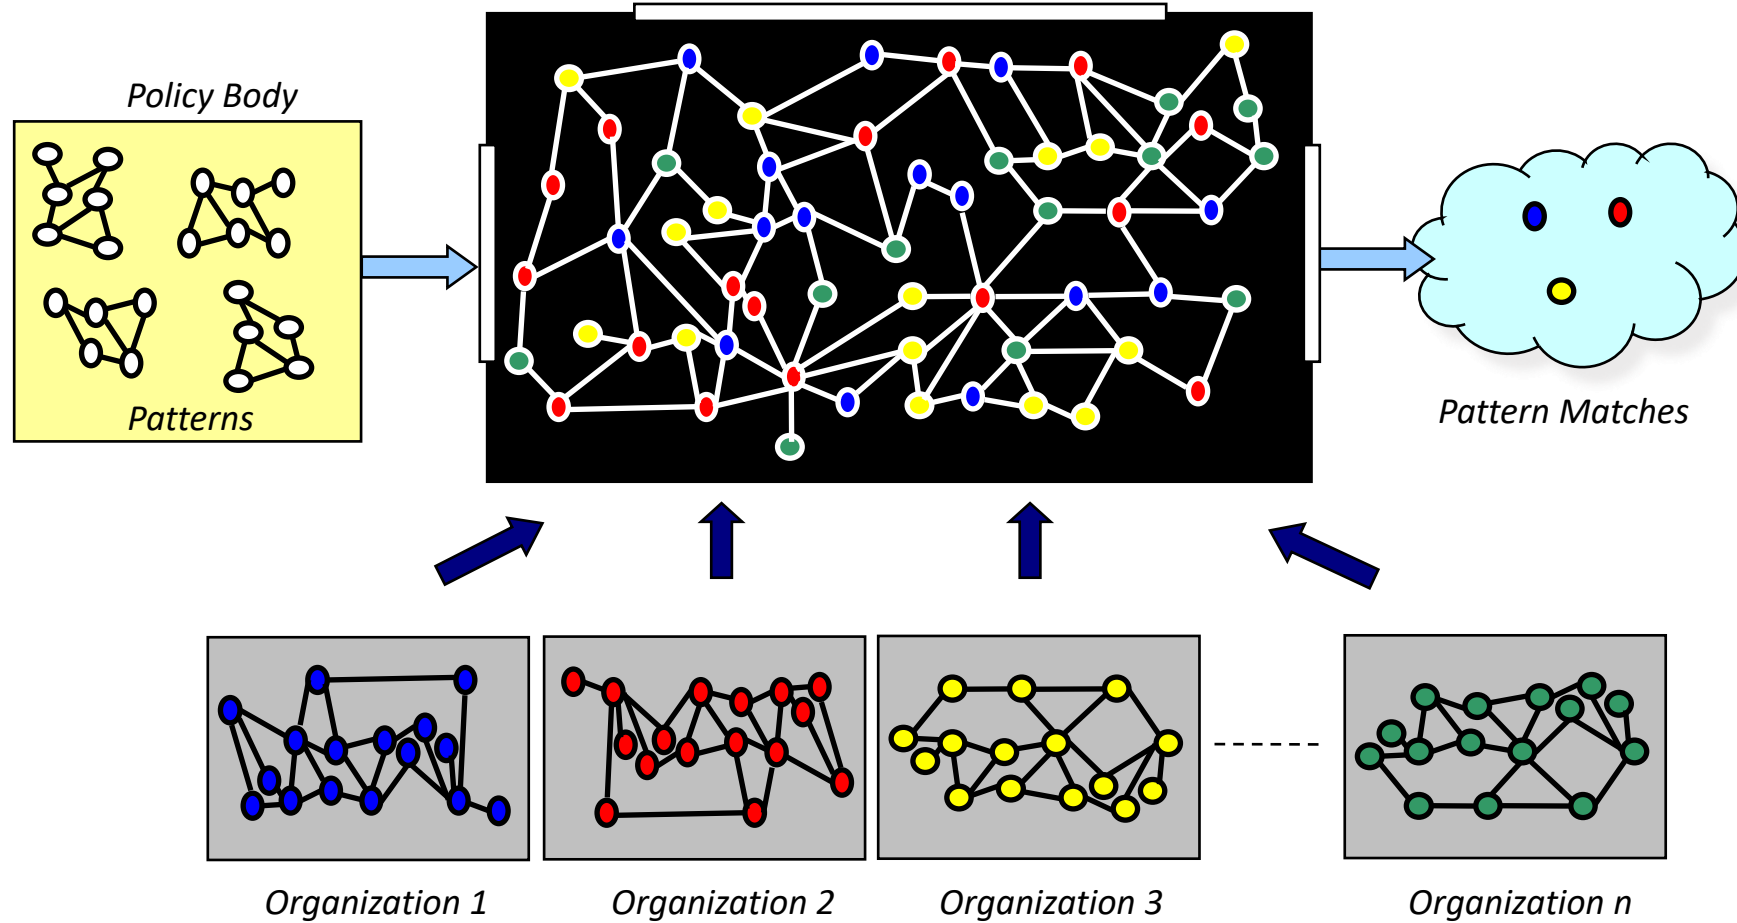 Policy Body
Patterns
Pattern Matches
Organization 1
Organization 2
Organization 3
Organization n